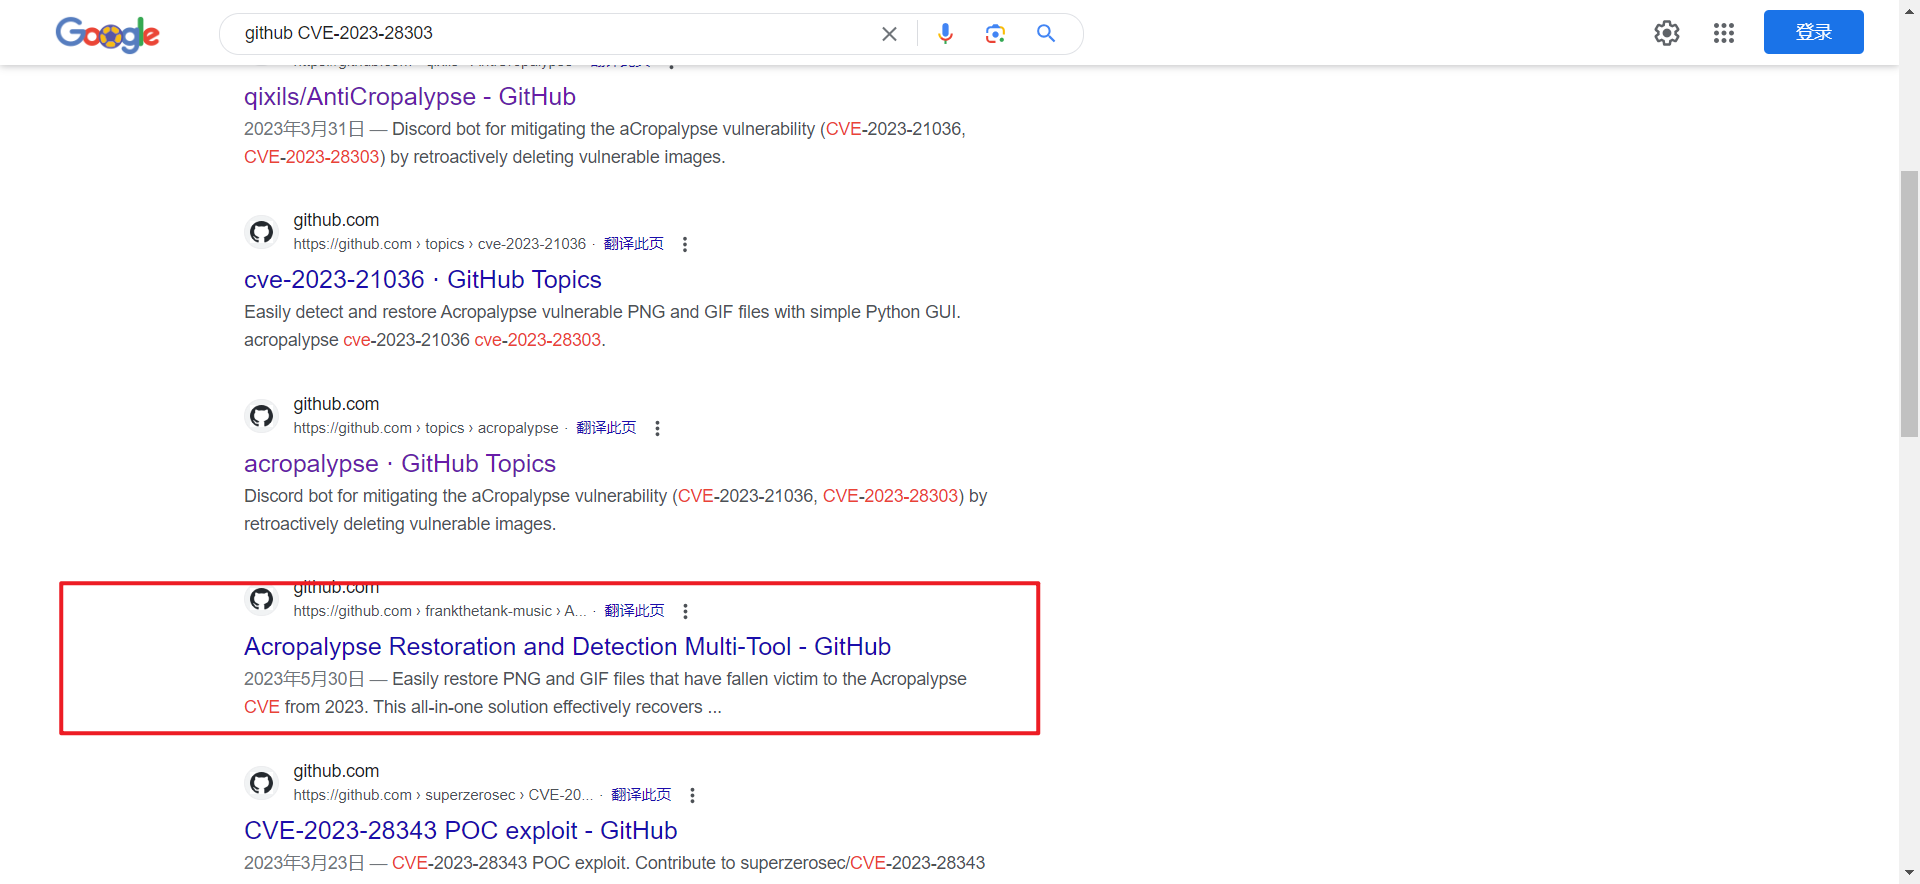 Google
github CVE-2023-28303
登录
https://github.com › qixils › AntiCropalypse · 翻译此页
qixils/AntiCropalypse - GitHub
2023年3月31日 — Discord bot for mitigating the aCropalypse vulnerability (CVE-2023-21036,
CVE-2023-28303) by retroactively deleting vulnerable images.
github.com
https://github.com › topics › cve-2023-21036 · 翻译此页
cve-2023-21036 · GitHub Topics
Easily detect and restore Acropalypse vulnerable PNG and GIF files with simple Python GUI.
acropalypse cve-2023-21036 cve-2023-28303.
github.com
https://github.com › topics › acropalypse · 翻译此页
acropalypse · GitHub Topics
Discord bot for mitigating the aCropalypse vulnerability (CVE-2023-21036, CVE-2023-28303) by
retroactively deleting vulnerable images.
github.com
https://github.com › frankthetank-music › A... · 翻译此页
Acropalypse Restoration and Detection Multi-Tool - GitHub
2023年5月30日 — Easily restore PNG and GIF files that have fallen victim to the Acropalypse
CVE from 2023. This all-in-one solution effectively recovers ...
github.com
https://github.com › superzerosec › CVE-20... · 翻译此页
CVE-2023-28343 POC exploit - GitHub
2023年3月23日 — CVE-2023-28343 POC exploit. Contribute to superzerosec/CVE-2023-28343